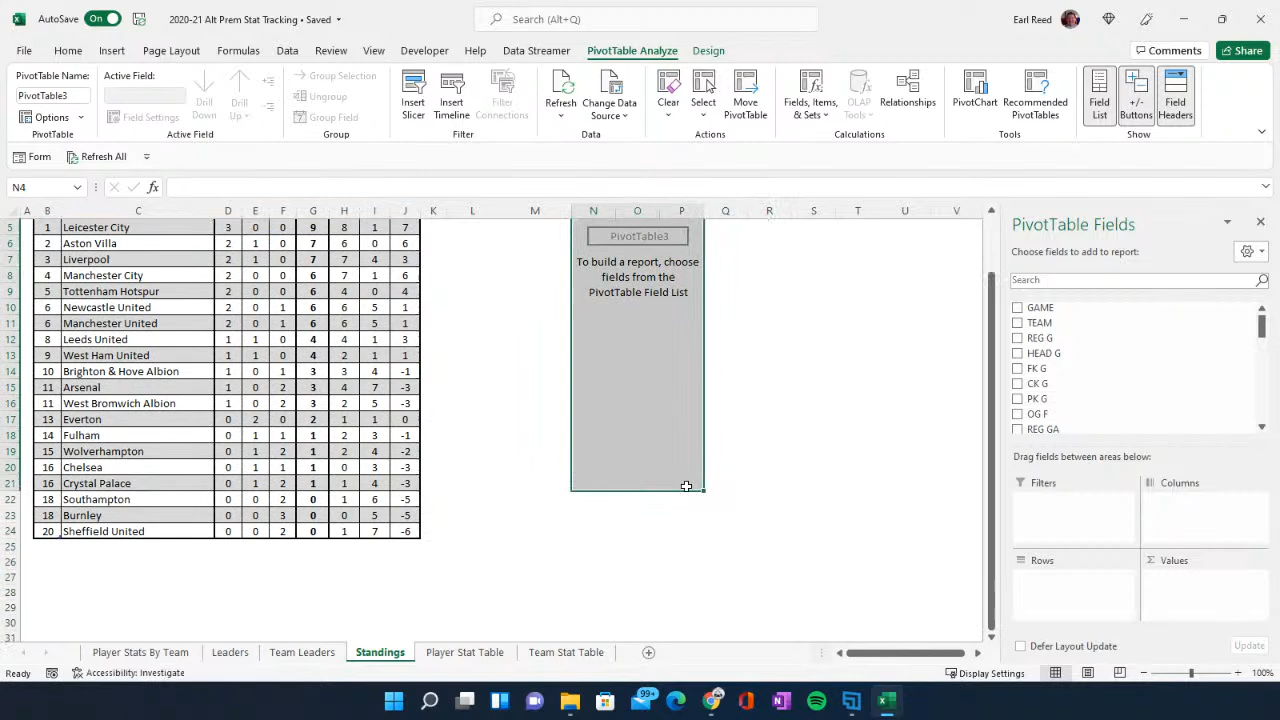 AutoSave On 2020-21 Alt Prem Stat Tracking • Saved Search (Alt+Q) Earl Reed
File Home Insert Page Layout Formulas Data Review View Developer Help Data Streamer PivotTable Analyze Design Comments Share
PivotTable Name: Active Field: Group Selection
PivotTable3 Ungroup
Options Field Settings Group Field
Drill Down Drill Up Insert Slicer Insert Timeline Filter Connections Refresh Change Data Source Clear Select Move PivotTable Fields, Items, & Sets OLAP Tools Relationships PivotChart Recommended PivotTables Field List +/- Buttons Field Headers
PivotTable Active Field Group Filter Data Actions Calculations Tools Show
Form Refresh All
N4 fx
A B C D E F G H I J K L M N O P Q R S T U V W
5 1 Leicester City 3 0 0 9 8 1 7
6 2 Aston Villa 2 1 0 7 6 0 6
7 3 Liverpool 2 1 0 7 7 4 3
8 4 Manchester City 2 0 0 6 7 1 6
9 5 Tottenham Hotspur 2 0 0 6 4 0 4
10 6 Newcastle United 2 0 1 6 6 5 1
11 6 Manchester United 2 0 1 6 6 5 1
12 8 Leeds United 1 1 0 4 4 1 3
13 9 West Ham United 1 1 0 4 2 1 1
14 10 Brighton & Hove Albion 1 0 1 3 3 4 -1
15 11 Arsenal 1 0 2 3 4 7 -3
16 11 West Bromwich Albion 1 0 2 3 2 5 -3
17 13 Everton 0 2 0 2 1 1 0
18 14 Fulham 0 1 1 1 2 3 -1
19 15 Wolverhampton 0 1 2 1 2 4 -2
20 16 Chelsea 0 1 1 1 0 3 -3
21 16 Crystal Palace 0 1 2 1 1 4 -3
22 18 Southampton 0 0 2 0 1 6 -5
23 18 Burnley 0 0 3 0 0 5 -5
24 20 Sheffield United 0 0 2 0 1 7 -6
25
26
27
28
29
30
31
PivotTable3
To build a report, choose
fields from the
PivotTable Field List
PivotTable Fields
Choose fields to add to report:
Search
GAME
TEAM
REG G
HEAD G
FK G
CK G
PK G
OG F
REG GA
Drag fields between areas below:
Filters Columns
Rows Σ Values
Defer Layout Update Update
Player Stats By Team Leaders Team Leaders Standings Player Stat Table Team Stat Table
Ready Accessibility: Investigate Display Settings 100%
99+